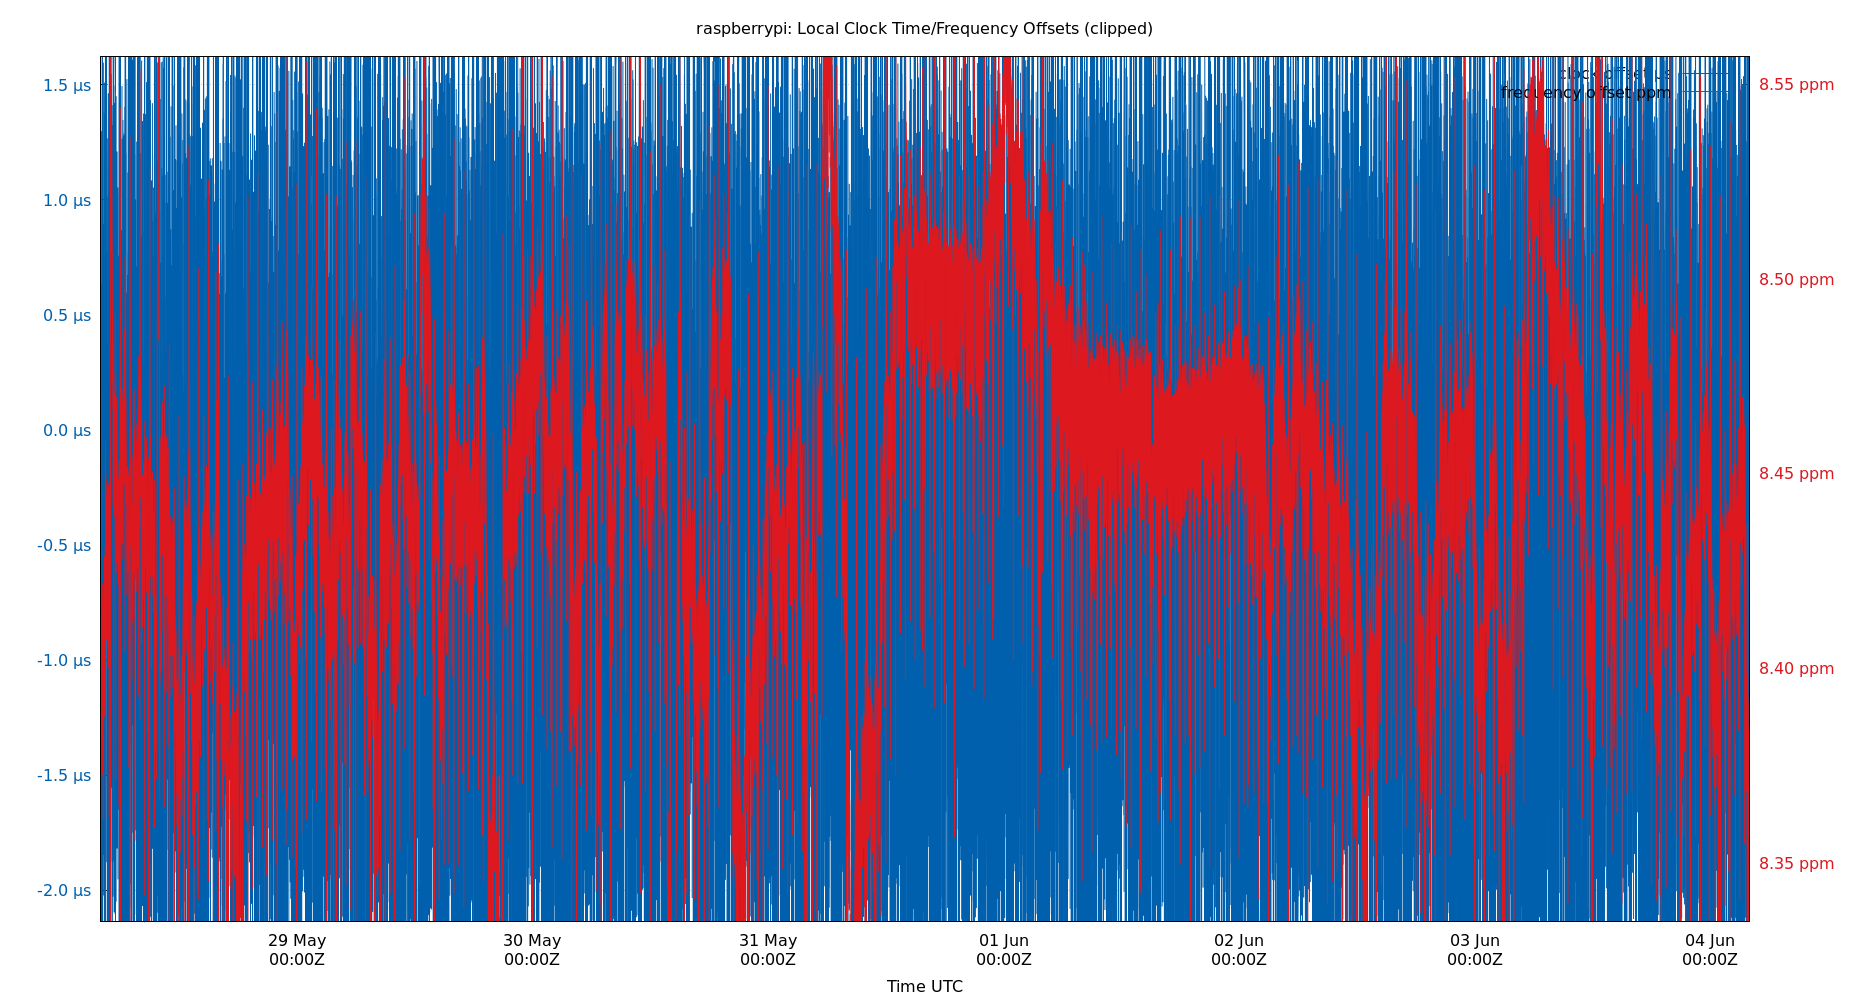 raspberrypi: Local Clock Time/Frequency Offsets (clipped)
clock offset µs
frequency offset ppm
1.5 µs
1.0 µs
0.5 µs
0.0 µs
-0.5 µs
-1.0 µs
-1.5 µs
-2.0 µs
8.55 ppm
8.50 ppm
8.45 ppm
8.40 ppm
8.35 ppm
29 May
00:00Z
30 May
00:00Z
31 May
00:00Z
01 Jun
00:00Z
02 Jun
00:00Z
03 Jun
00:00Z
04 Jun
00:00Z
Time UTC